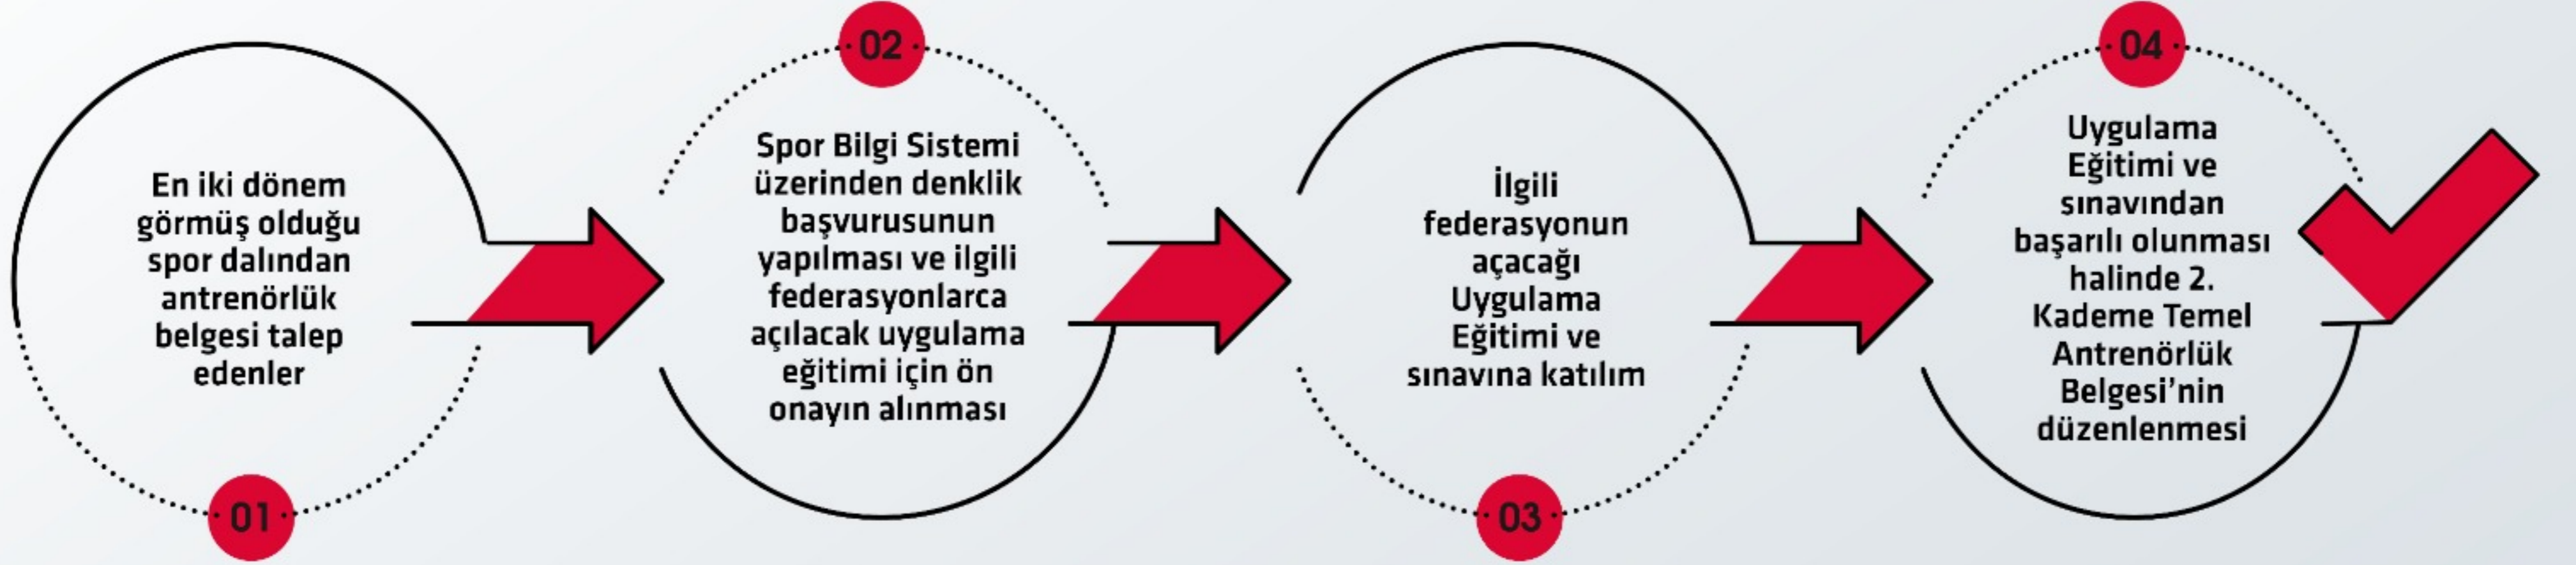 En iki dönem
görmüş olduğu
spor dalından
antrenörlük
belgesi talep
edenler
01
02
Spor Bilgi Sistemi
üzerinden denklik
başvurusunun
yapılması ve ilgili
federasyonlarca
açılacak uygulama
eğitimi için ön
onayın alınması
İlgili
federasyonun
açacağı
Uygulama
Eğitimi ve
sınavına katılım
03
04
Uygulama
Eğitimi ve
sınavından
başarılı olunması
halinde 2.
Kademe Temel
Antrenörlük
Belgesi’nin
düzenlenmesi